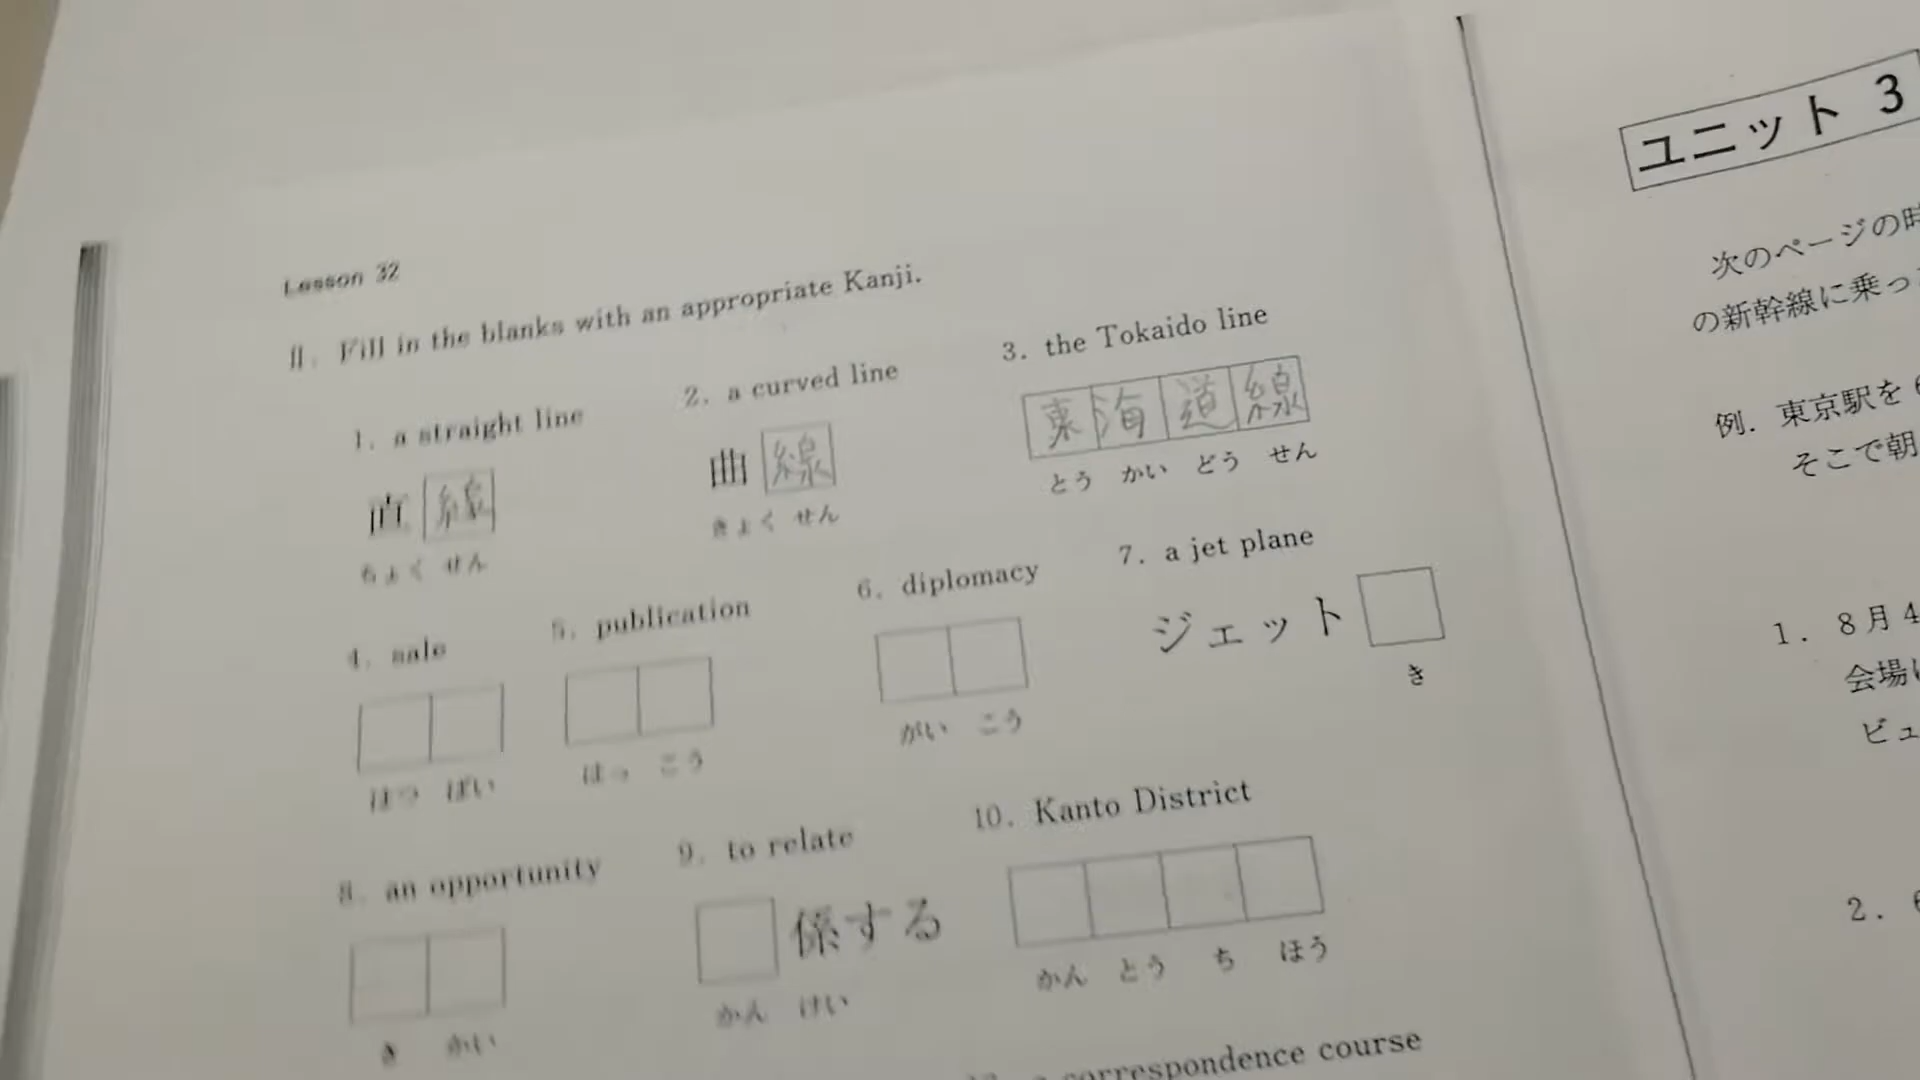 Lesson 32
II. Fill in the blanks with an appropriate Kanji.
1. a straight line
直線
ちょく せん
2. a curved line
曲線
きょく せん
3. the Tokaido line
東海道線
とう かい どう せん
4. sale
はつ ばい
5. publication
はっ こう
6. diplomacy
がい こう
7. a jet plane
ジェット
き
8. an opportunity
き かい
9. to relate
係する
かん けい
10. Kanto District
かん とう ち ほう
correspondence course
ユニット 3
次のページの時
の新幹線に乗っ
例. 東京駅を
そこで朝
1. 8月4
会場
ビュ
2.